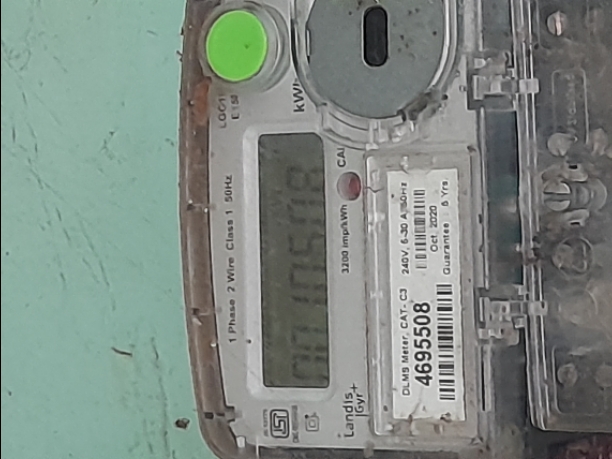 kWh
1 Phase 2 Wire Class 1 50Hz
3200 imp/kWh
CAL
Landis
Gyr+
DLMS Meter, CAT- C3
240V, 5-30 A, 50Hz
4695508
Oct. 2020
Guarantee : 5 Yrs